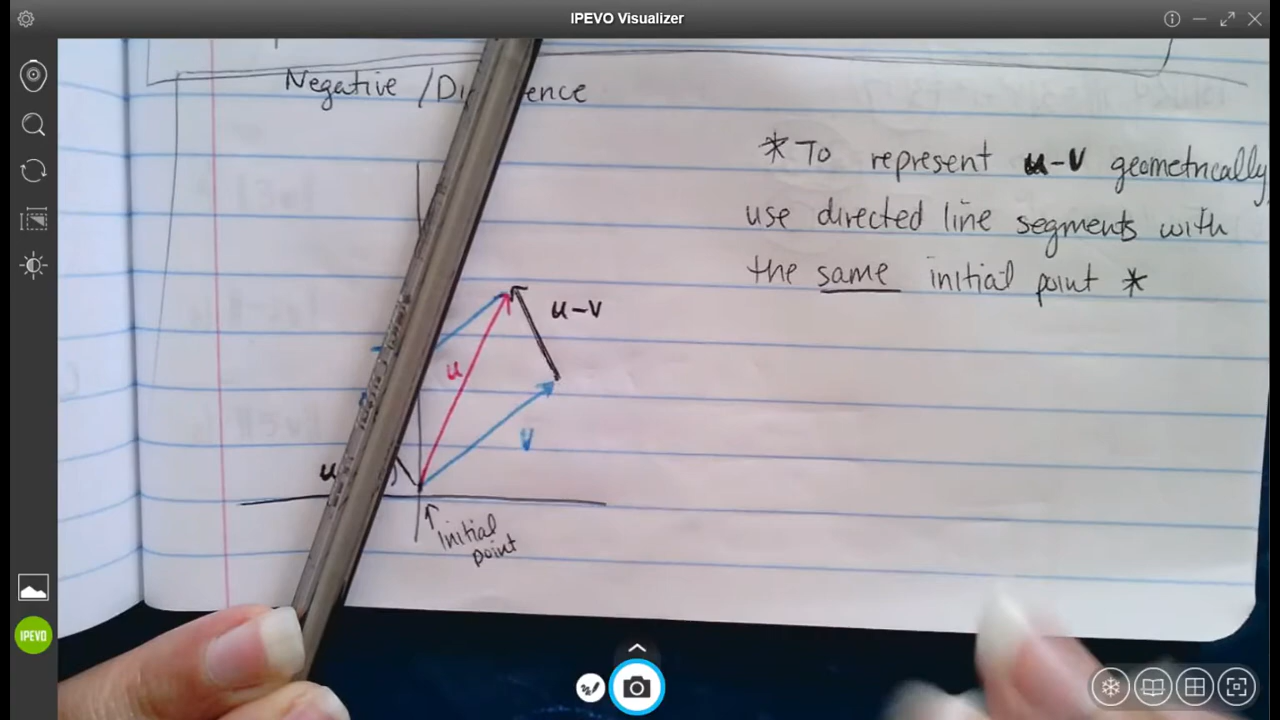 IPEVO Visualizer
Negative / ence
*To represent u-v geometrically,
use directed line segments with
the same initial point *
u-v
u
v
u
↑
initial
point
IPEVO